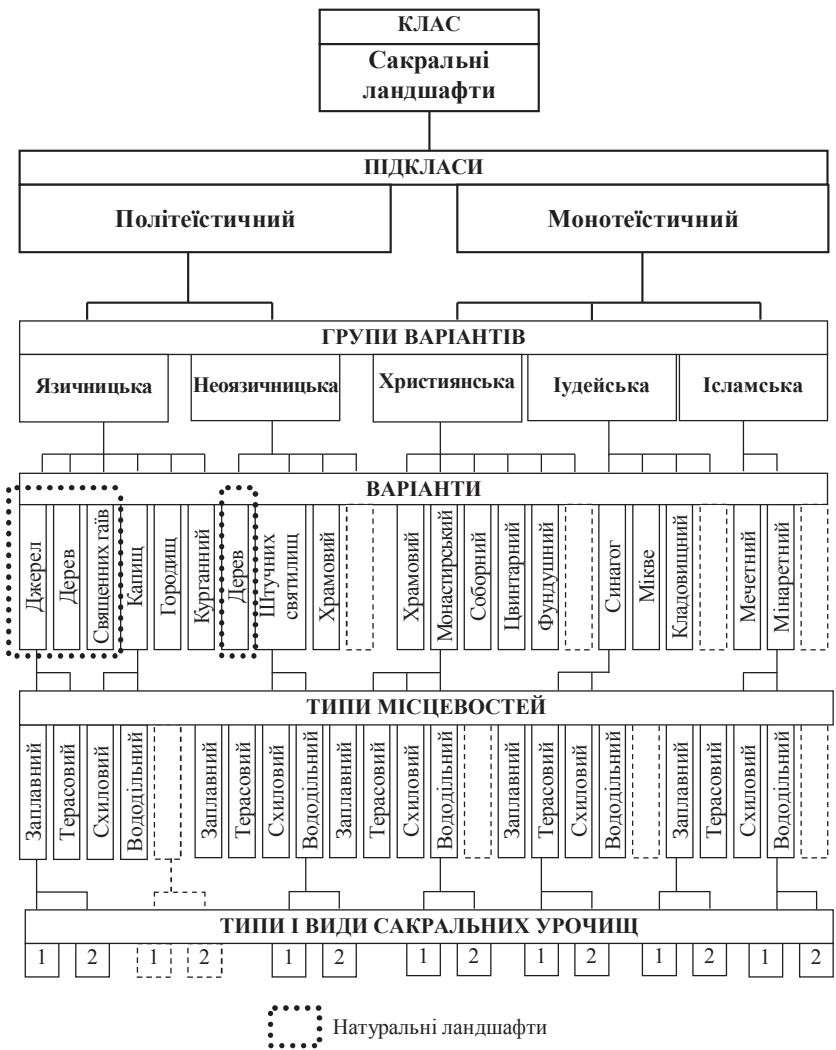 КЛАС
Сакральні
ландшафти
ПІДКЛАСИ
Політеїстичний
Монотеїстичний
ГРУПИ ВАРІАНТІВ
Язичницька
Неоязичницька
Християнська
Іудейська
Ісламська
ВАРІАНТИ
Джерел
Дерев
Священних гаїв
Капищ
Городищ
Курганний
Дерев
Штучних
святилищ
Храмовий
Храмовий
Монастирський
Соборний
Цвинтарний
Фундушний
Синагог
Мікве
Кладовищний
Мечетний
Мінаретний
ТИПИ МІСЦЕВОСТЕЙ
Заплавний
Терасовий
Схиловий
Вододільний
Заплавний
Терасовий
Схиловий
Вододільний
Заплавний
Терасовий
Схиловий
Вододільний
Заплавний
Терасовий
Схиловий
Вододільний
Заплавний
Терасовий
Схиловий
Вододільний
ТИПИ І ВИДИ САКРАЛЬНИХ УРОЧИЩ
1 2 1 2 1 2 1 2 1 2 1 2 1 2
Натуральні ландшафти